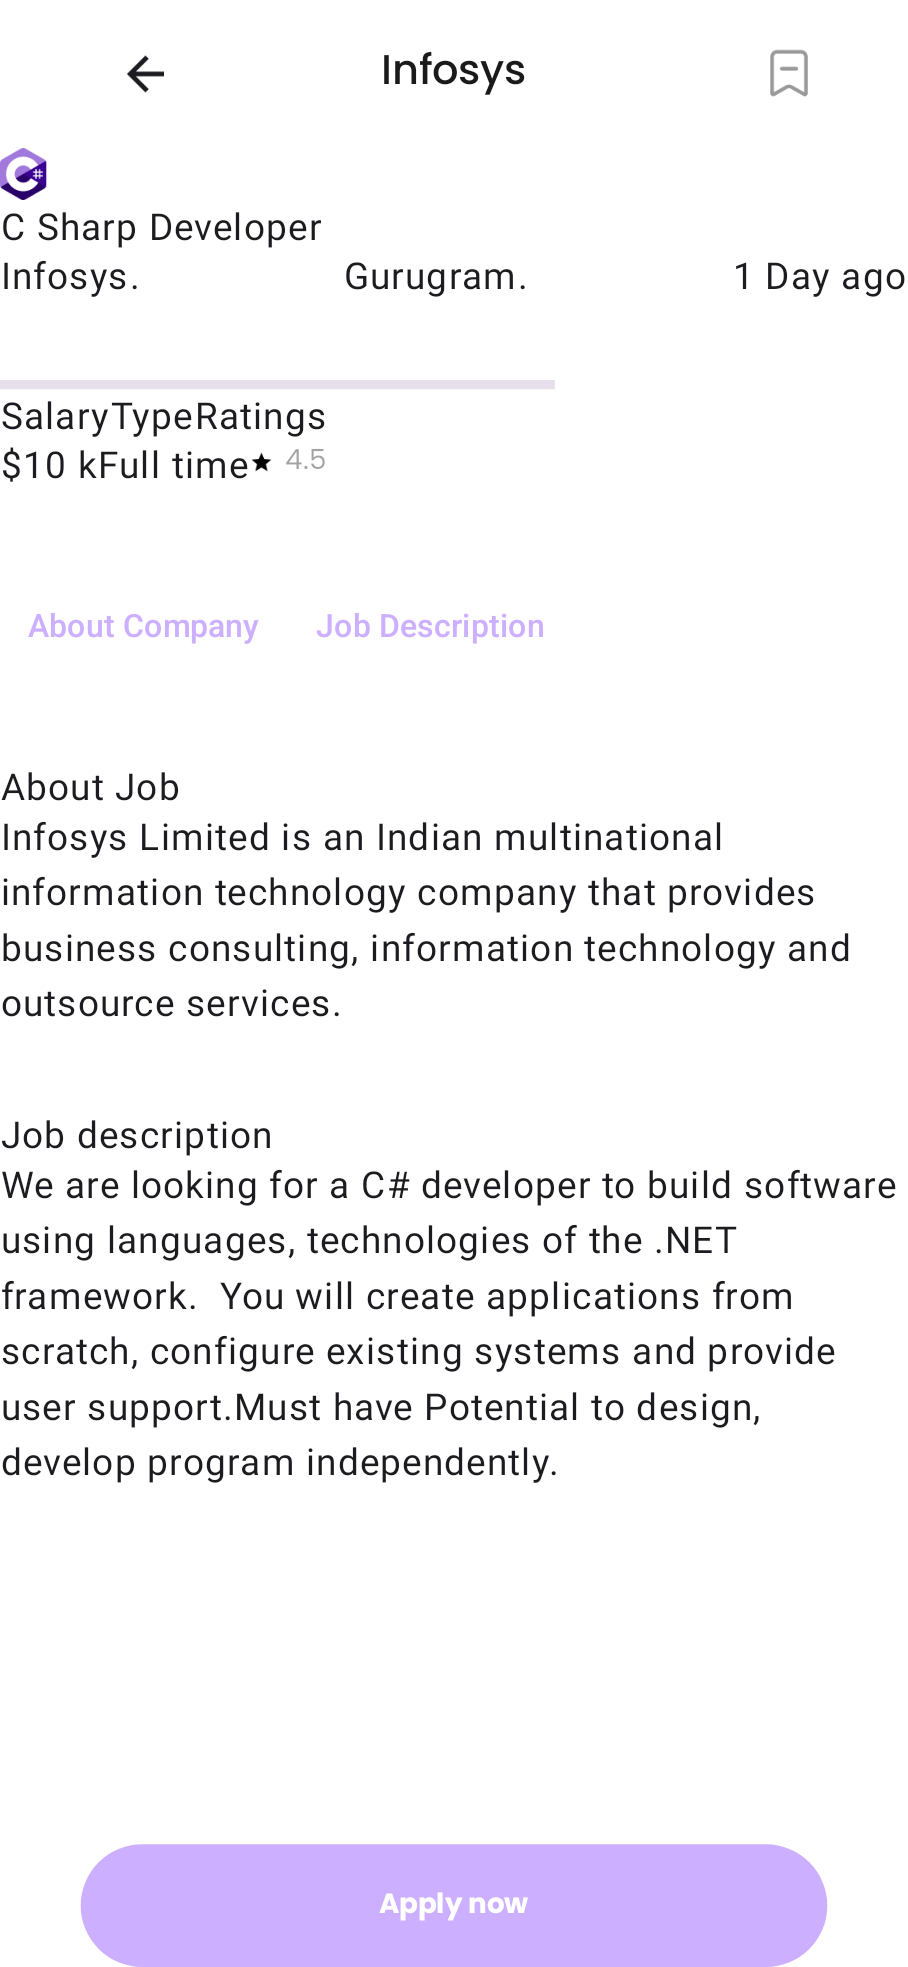 Infosys
C#
C Sharp Developer
Infosys. Gurugram. 1 Day ago
SalaryTypeRatings
$10 kFull time★ 4.5
About Company Job Description
About Job
Infosys Limited is an Indian multinational
information technology company that provides
business consulting, information technology and
outsource services.
Job description
We are looking for a C# developer to build software
using languages, technologies of the .NET
framework.  You will create applications from
scratch, configure existing systems and provide
user support.Must have Potential to design,
develop program independently.
Apply now